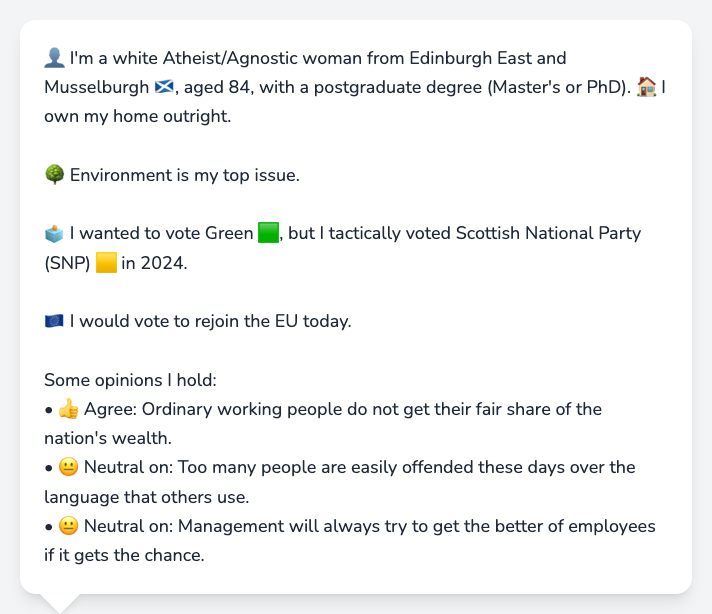 👤 I'm a white Atheist/Agnostic woman from Edinburgh East and
Musselburgh 🏴󠁧󠁢󠁳󠁣󠁴󠁿, aged 84, with a postgraduate degree (Master's or PhD). 🏠 I
own my home outright.
🌳 Environment is my top issue.
🗳️ I wanted to vote Green 🟩, but I tactically voted Scottish National Party
(SNP) 🟨 in 2024.
🇪🇺 I would vote to rejoin the EU today.
Some opinions I hold:
• 👍 Agree: Ordinary working people do not get their fair share of the
nation's wealth.
• 😐 Neutral on: Too many people are easily offended these days over the
language that others use.
• 😐 Neutral on: Management will always try to get the better of employees
if it gets the chance.